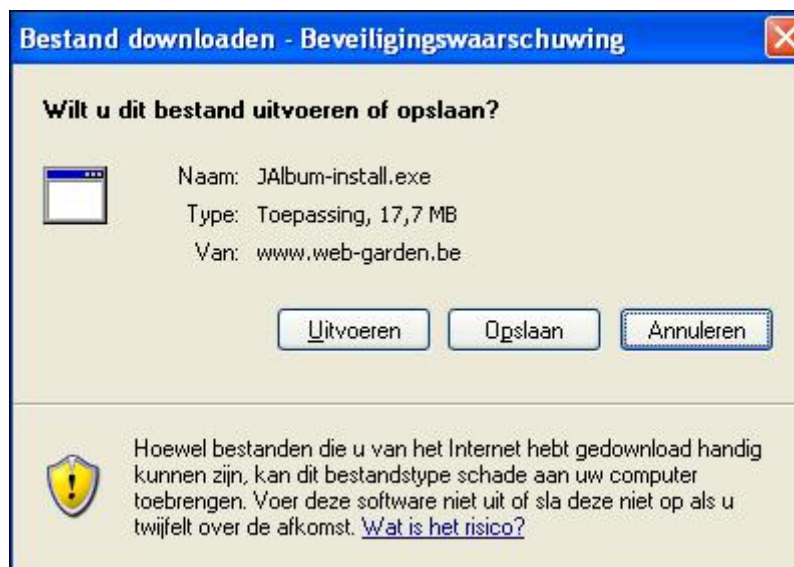 Bestand downloaden - Beveiligingswaarschuwing
Wilt u dit bestand uitvoeren of opslaan?
Naam: JAlbum-install.exe
Type: Toepassing, 17,7 MB
Van: www.web-garden.be
Uitvoeren Opslaan Annuleren
Hoewel bestanden die u van het Internet hebt gedownload handig
kunnen zijn, kan dit bestandstype schade aan uw computer
toebrengen. Voer deze software niet uit of sla deze niet op als u
twijfelt over de afkomst. Wat is het risico?